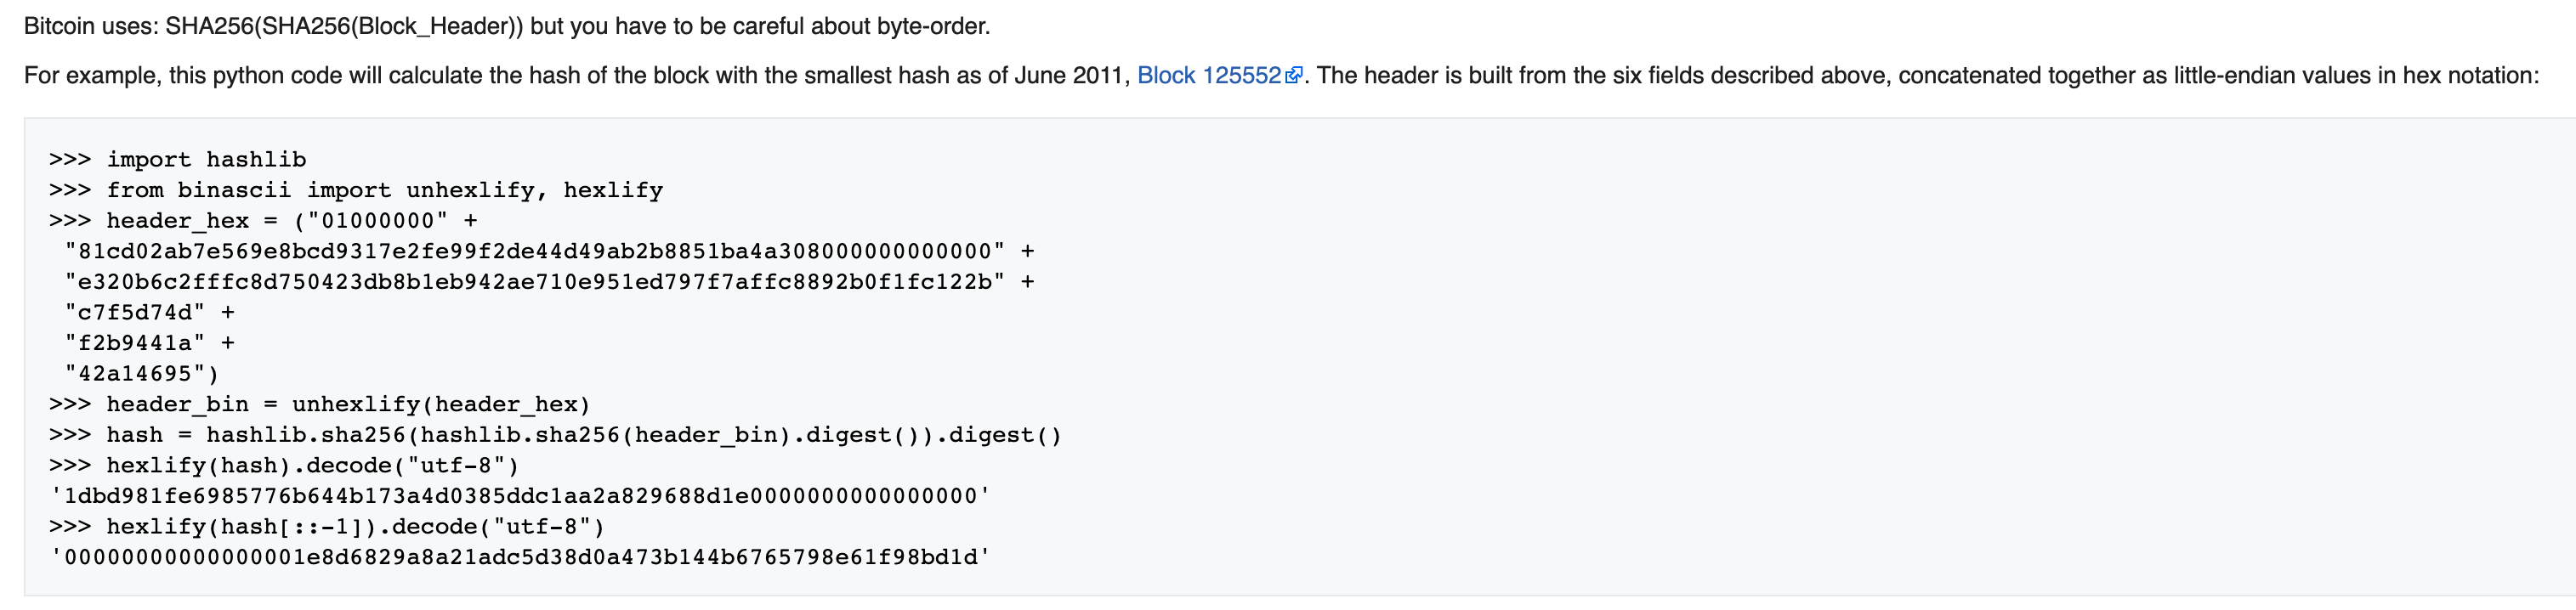 Bitcoin uses: SHA256(SHA256(Block_Header)) but you have to be careful about byte-order.
For example, this python code will calculate the hash of the block with the smallest hash as of June 2011, Block 125552. The header is built from the six fields described above, concatenated together as little-endian values in hex notation:
>>> import hashlib
>>> from binascii import unhexlify, hexlify
>>> header_hex = ("01000000" +
 "81cd02ab7e569e8bcd9317e2fe99f2de44d49ab2b8851ba4a308000000000000" +
 "e320b6c2fffc8d750423db8b1eb942ae710e951ed797f7affc8892b0f1fc122b" +
 "c7f5d74d" +
 "f2b9441a" +
 "42a14695")
>>> header_bin = unhexlify(header_hex)
>>> hash = hashlib.sha256(hashlib.sha256(header_bin).digest()).digest()
>>> hexlify(hash).decode("utf-8")
'1dbd981fe6985776b644b173a4d0385ddc1aa2a829688d1e0000000000000000'
>>> hexlify(hash[::-1]).decode("utf-8")
'00000000000000001e8d6829a8a21adc5d38d0a473b144b6765798e61f98bd1d'